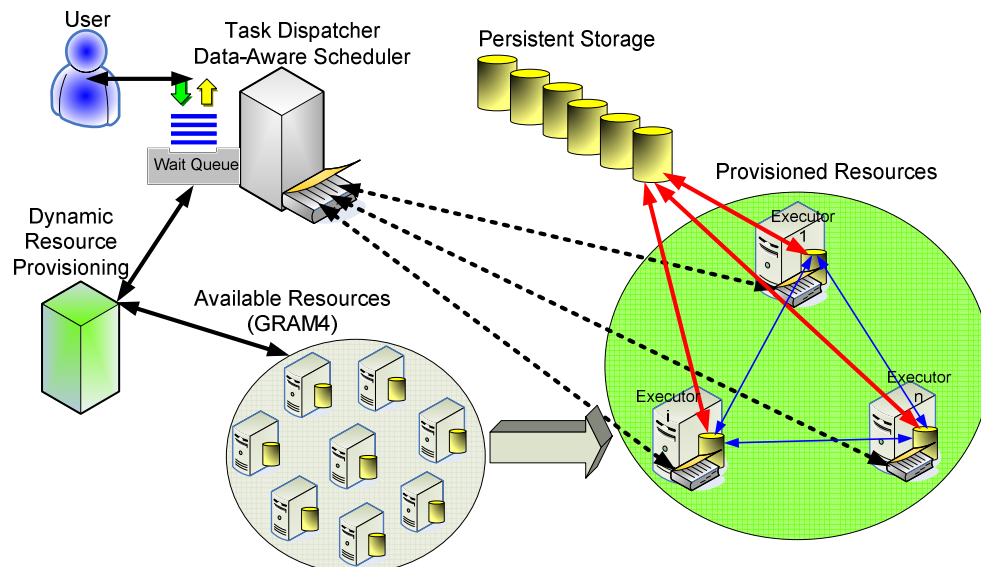 User
Task Dispatcher
Data-Aware Scheduler
Persistent Storage
Wait Queue
Provisioned Resources
Dynamic
Resource
Provisioning
Executor
1
Available Resources
(GRAM4)
Executor
i
Executor
n